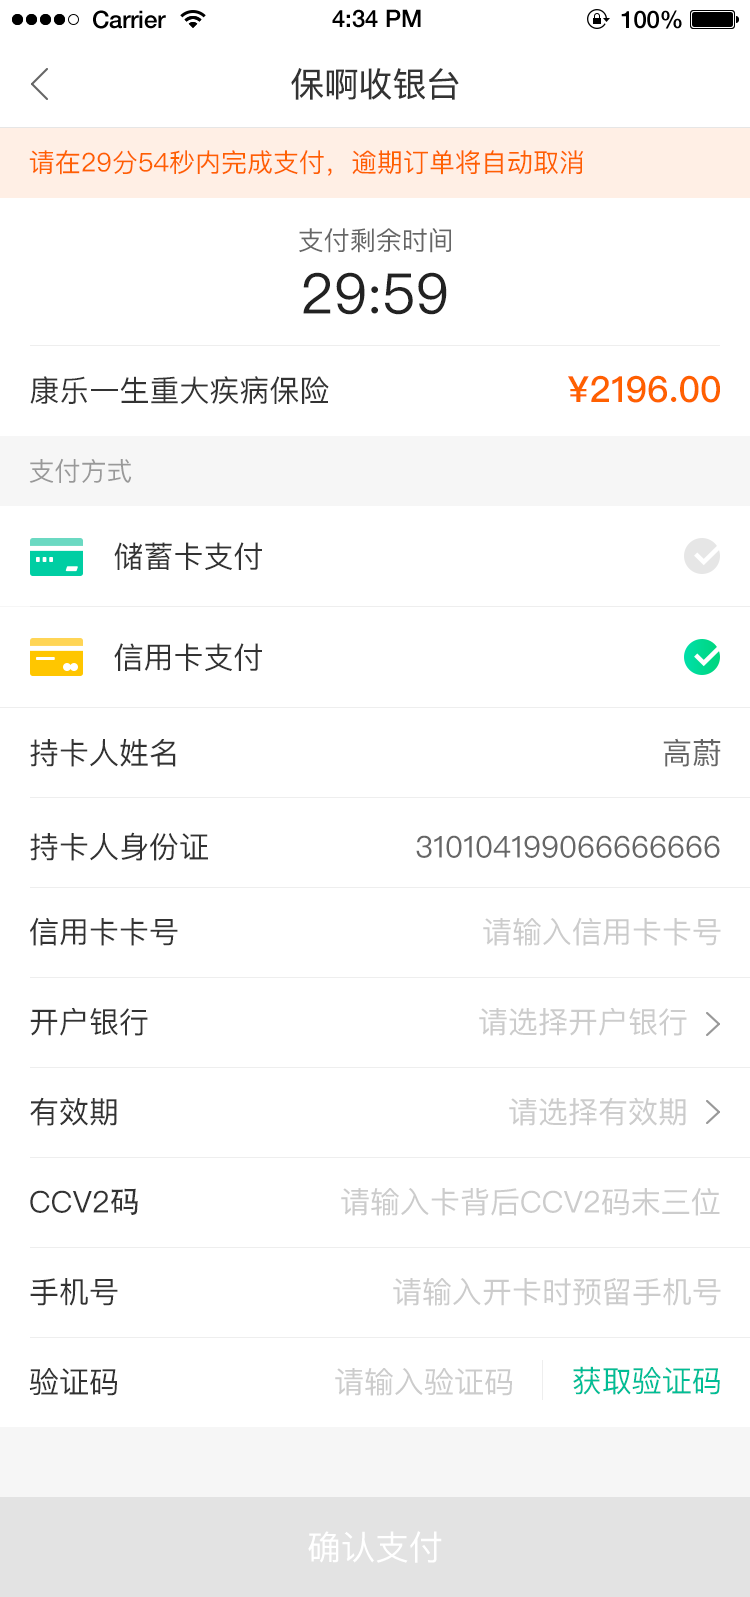 Carrier 4:34 PM 100%
保啊收银台
请在29分54秒内完成支付，逾期订单将自动取消
支付剩余时间
29:59
康乐一生重大疾病保险 ¥2196.00
支付方式
储蓄卡支付
信用卡支付
持卡人姓名 高蔚
持卡人身份证 310104199066666666
信用卡卡号 请输入信用卡卡号
开户银行 请选择开户银行
有效期 请选择有效期
CCV2码 请输入卡背后CCV2码末三位
手机号 请输入开卡时预留手机号
验证码 请输入验证码 获取验证码
确认支付